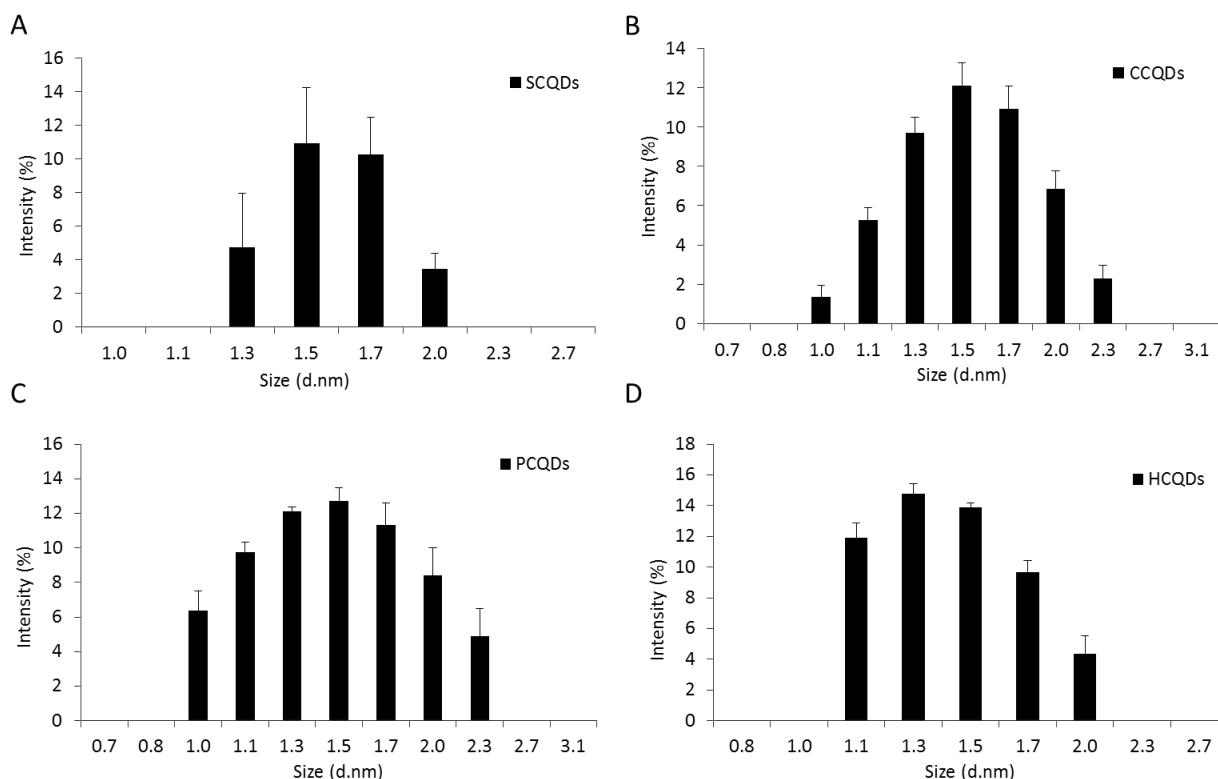 A
16
14
12
10
8
6
4
2
0
Intensity (%)
SCQDs
1.0 1.1 1.3 1.5 1.7 2.0 2.3 2.7
Size (d.nm)
B
14
12
10
8
6
4
2
0
Intensity (%)
CCQDs
0.7 0.8 1.0 1.1 1.3 1.5 1.7 2.0 2.3 2.7 3.1
Size (d.nm)
C
16
14
12
10
8
6
4
2
0
Intensity (%)
PCQDs
0.7 0.8 1.0 1.1 1.3 1.5 1.7 2.0 2.3 2.7 3.1
Size (d.nm)
D
18
16
14
12
10
8
6
4
2
0
Intensity (%)
HCQDs
0.8 1.0 1.1 1.3 1.5 1.7 2.0 2.3 2.7
Size (d.nm)